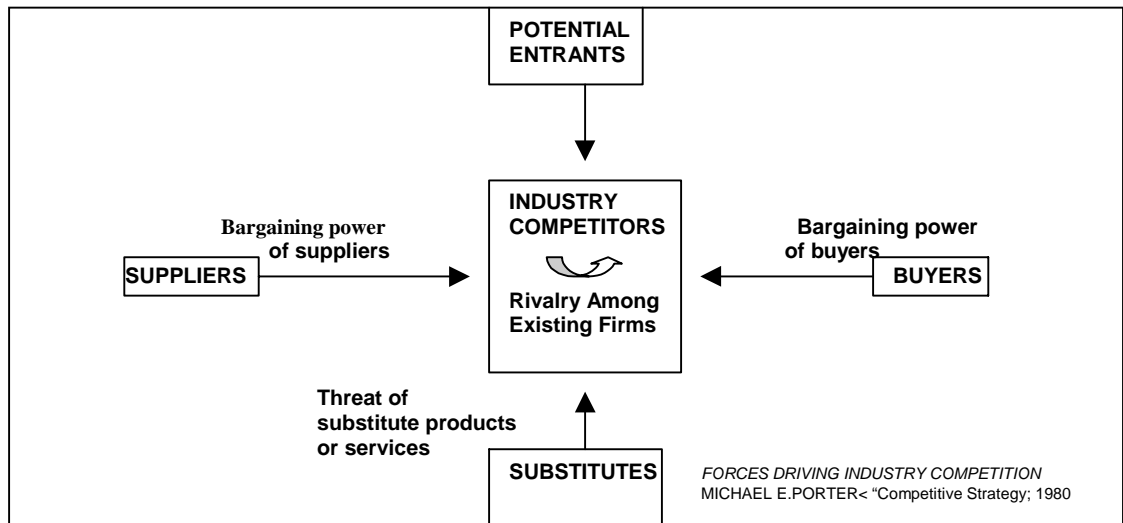 POTENTIAL
ENTRANTS
INDUSTRY
COMPETITORS
Rivalry Among
Existing Firms
Bargaining power
of suppliers
SUPPLIERS
Bargaining power
of buyers
BUYERS
Threat of
substitute products
or services
SUBSTITUTES
FORCES DRIVING INDUSTRY COMPETITION
MICHAEL E.PORTER< “Competitive Strategy; 1980